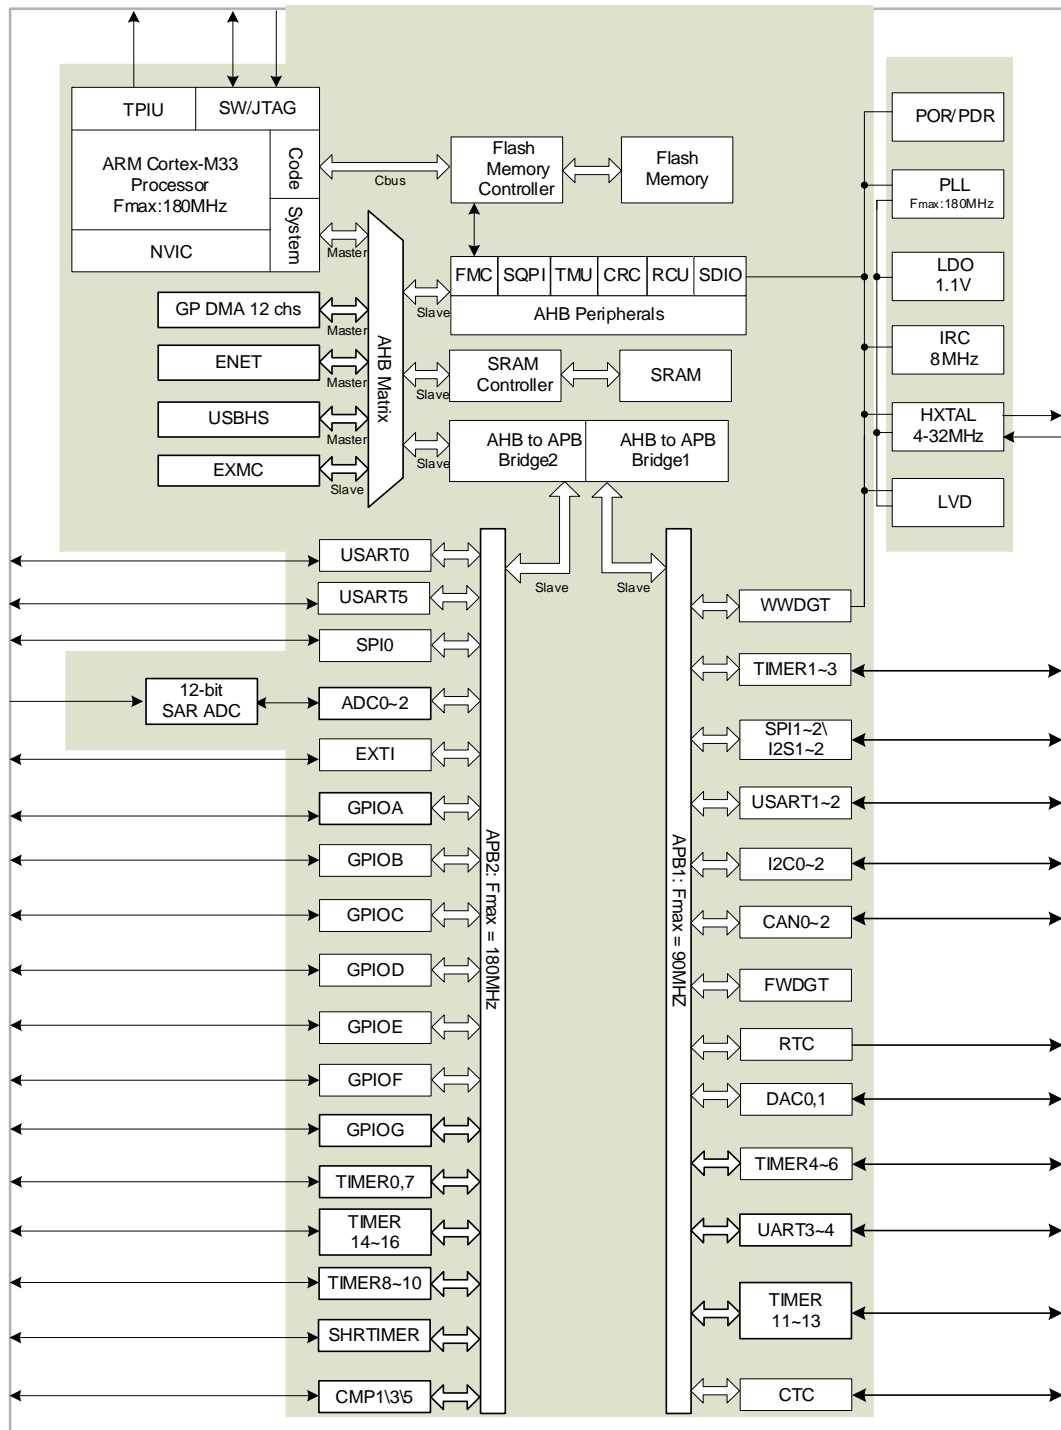 TPIU
SW/JTAG
ARM Cortex-M33
Processor
Fmax:180MHz
Code
System
NVIC
Cbus
Flash
Memory
Controller
Flash
Memory
POR/PDR
PLL
Fmax:180MHz
LDO
1.1V
IRC
8MHz
HXTAL
4-32MHz
LVD
Master
AHB Matrix
FMC
SQPI
TMU
CRC
RCU
SDIO
AHB Peripherals
Slave
GP DMA 12 chs
Master
ENET
Master
Slave
SRAM
Controller
SRAM
USBHS
Master
EXMC
Slave
Slave
AHB to APB
Bridge2
AHB to APB
Bridge1
Slave
Slave
APB2: Fmax = 180MHz
APB1: Fmax = 90MHZ
USART0
USART5
SPI0
12-bit
SAR ADC
ADC0~2
EXTI
GPIOA
GPIOB
GPIOC
GPIOD
GPIOE
GPIOF
GPIOG
TIMER0,7
TIMER
14~16
TIMER8~10
SHRTIMER
CMP1\3\5
WWDGT
TIMER1~3
SPI1~2\
I2S1~2
USART1~2
I2C0~2
CAN0~2
FWDGT
RTC
DAC0,1
TIMER4~6
UART3~4
TIMER
11~13
CTC